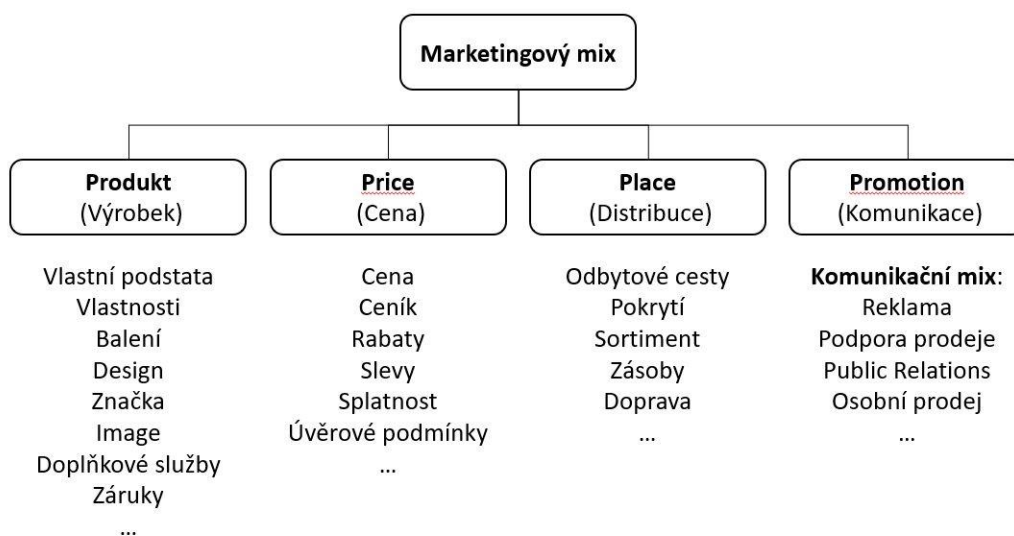 Marketingový mix
Produkt
(Výrobek)
Price
(Cena)
Place
(Distribuce)
Promotion
(Komunikace)
Vlastní podstata
Vlastnosti
Balení
Design
Značka
Image
Doplňkové služby
Záruky
...
Cena
Ceník
Rabaty
Slevy
Splatnost
Úvěrové podmínky
...
Odbytové cesty
Pokrytí
Sortiment
Zásoby
Doprava
...
Komunikační mix:
Reklama
Podpora prodeje
Public Relations
Osobní prodej
...